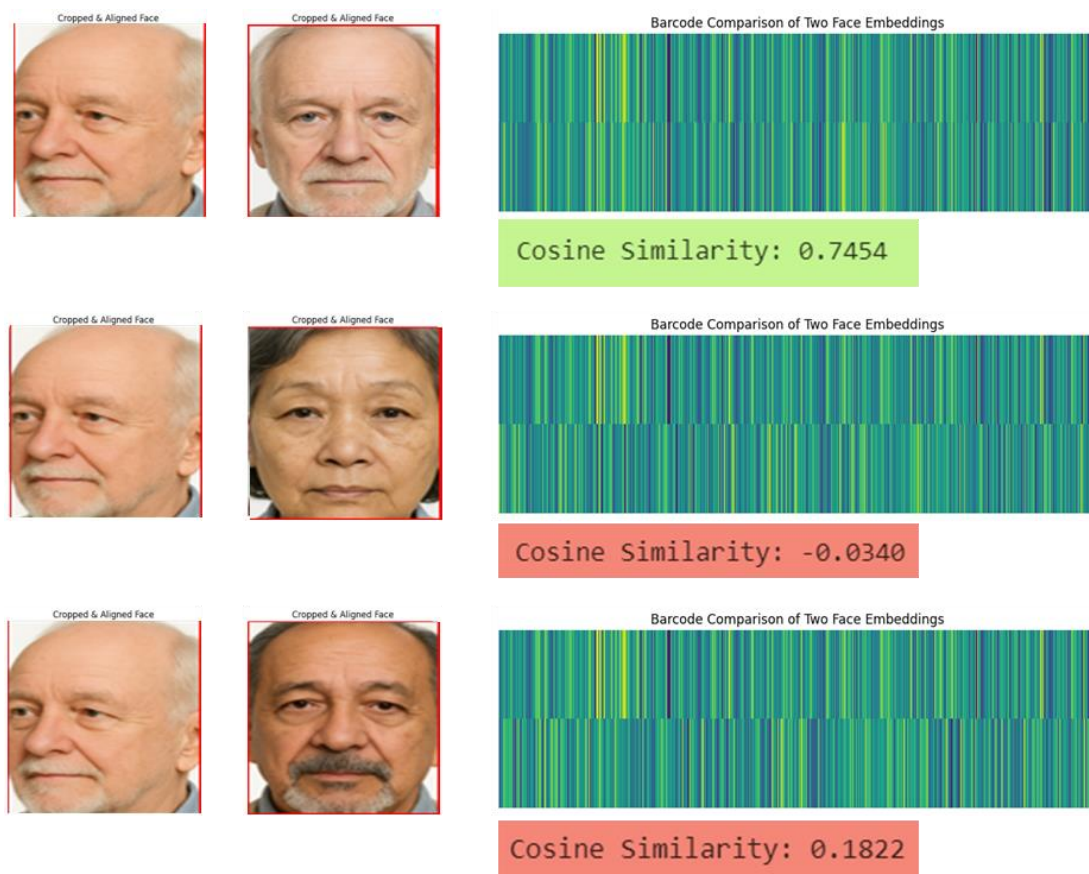 Cropped & Aligned Face
Cropped & Aligned Face
Barcode Comparison of Two Face Embeddings
Cosine Similarity: 0.7454
Cropped & Aligned Face
Cropped & Aligned Face
Barcode Comparison of Two Face Embeddings
Cosine Similarity: -0.0340
Cropped & Aligned Face
Cropped & Aligned Face
Barcode Comparison of Two Face Embeddings
Cosine Similarity: 0.1822